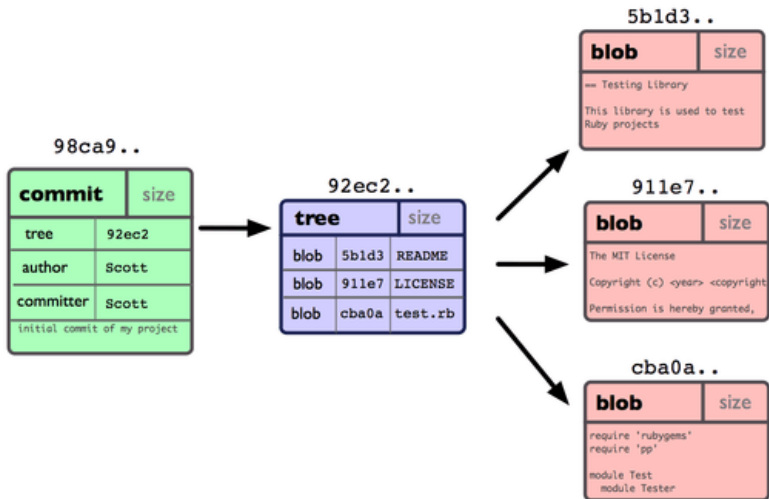 98ca9..
commit size
tree 92ec2
author Scott
committer Scott
initial commit of my project
92ec2..
tree size
blob 5b1d3 README
blob 911e7 LICENSE
blob cba0a test.rb
5b1d3..
blob size
== Testing Library
This library is used to test
Ruby projects
911e7..
blob size
The MIT License
Copyright (c) <year> <copyright
Permission is hereby granted,
cba0a..
blob size
require 'rubygems'
require 'pp'
module Test
module Tester